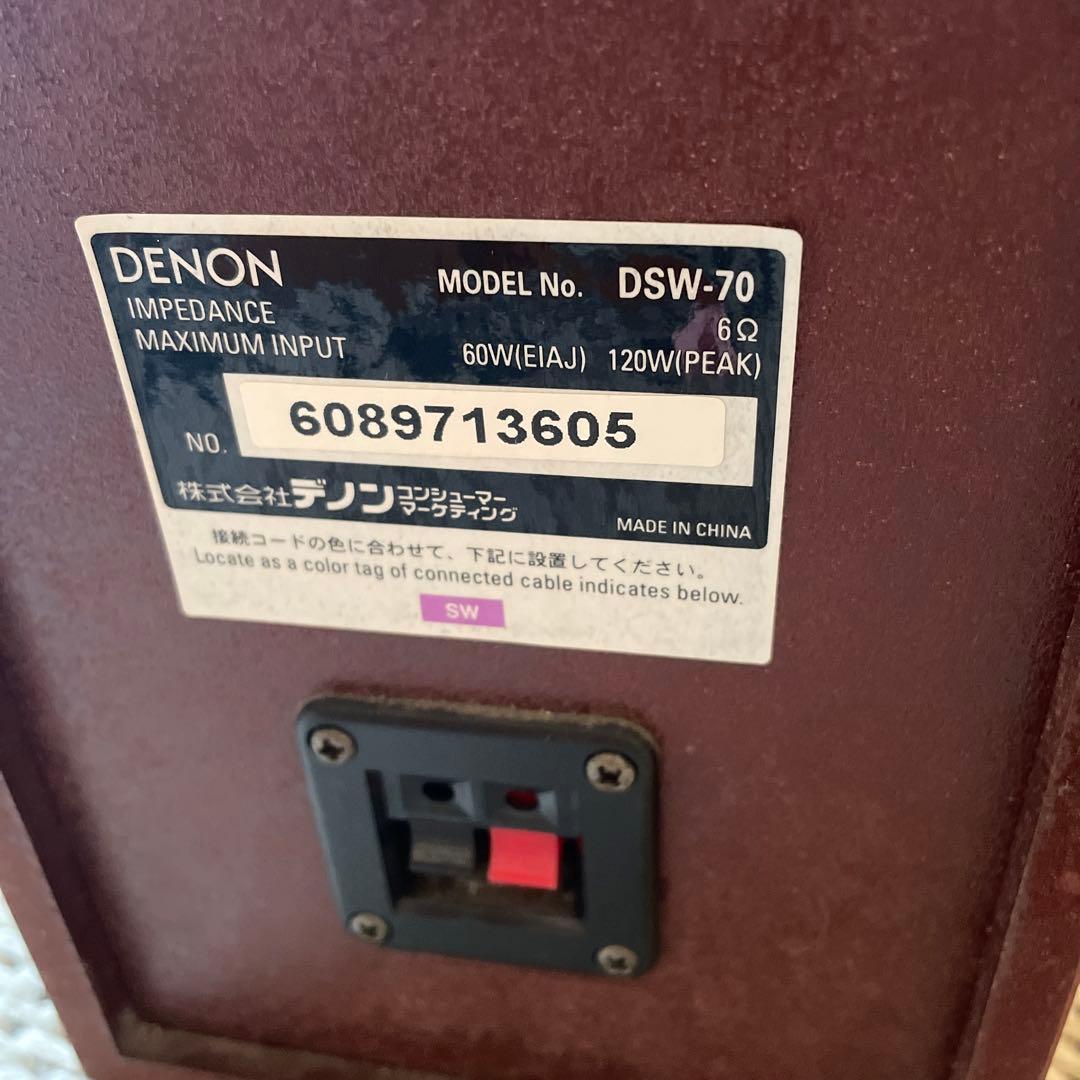 DENON
MODEL No. DSW-70
IMPEDANCE 6Ω
MAXIMUM INPUT 60W(EIAJ) 120W(PEAK)
NO. 6089713605
株式会社デノン コンシューマー
マーケティング
MADE IN CHINA
接続コードの色に合わせて、下記に設置してください。
Locate as a color tag of connected cable indicates below.
SW